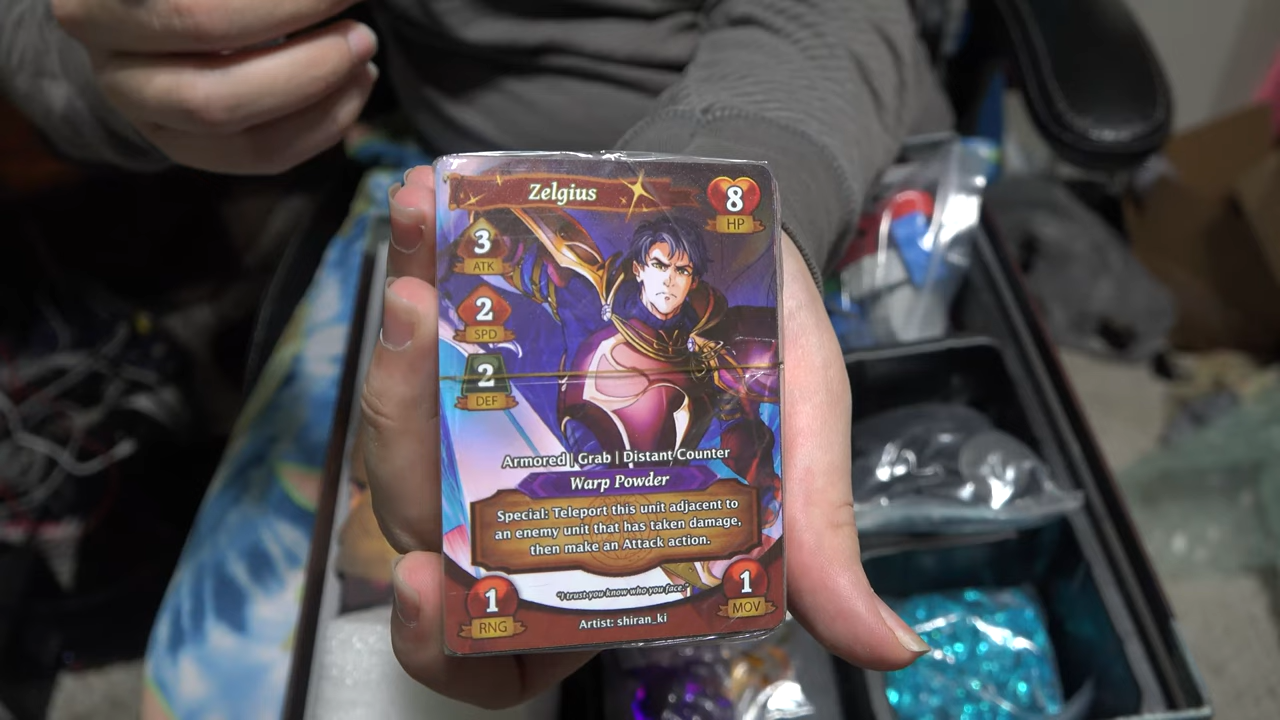 Zelgius
8
HP
3
ATK
2
SPD
2
DEF
Armored | Grab | Distant Counter
Warp Powder
Special: Teleport this unit adjacent to
an enemy unit that has taken damage,
then make an Attack action.
"I trust you know who you face."
1
RNG
1
MOV
Artist: shiran_ki